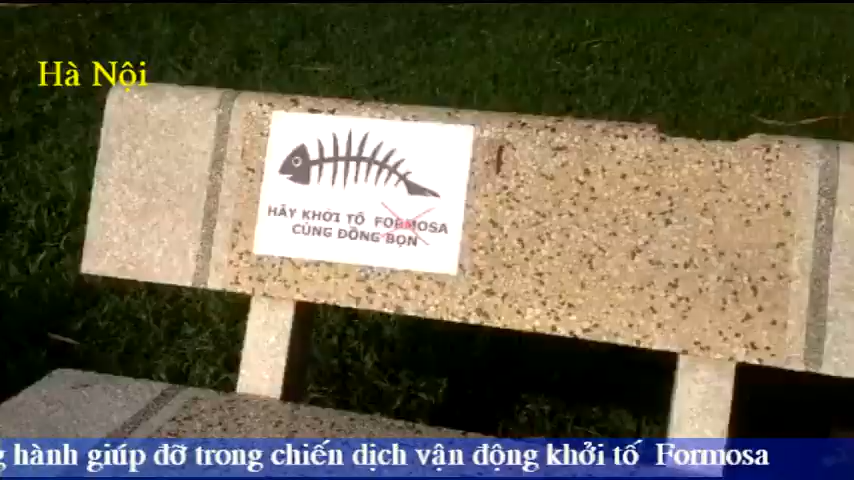 Hà Nội
HÃY KHỞI TỐ FORMOSA
CÙNG ĐỒNG BỌN
hành giúp đỡ trong chiến dịch vận động khởi tố Formosa